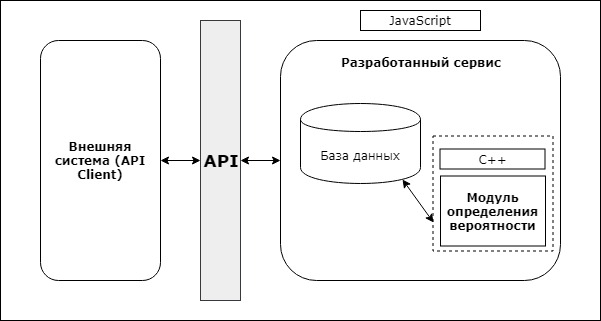 JavaScript
Внешняя
система (API
Client)
API
Разработанный сервис
База данных
C++
Модуль
определения
вероятности